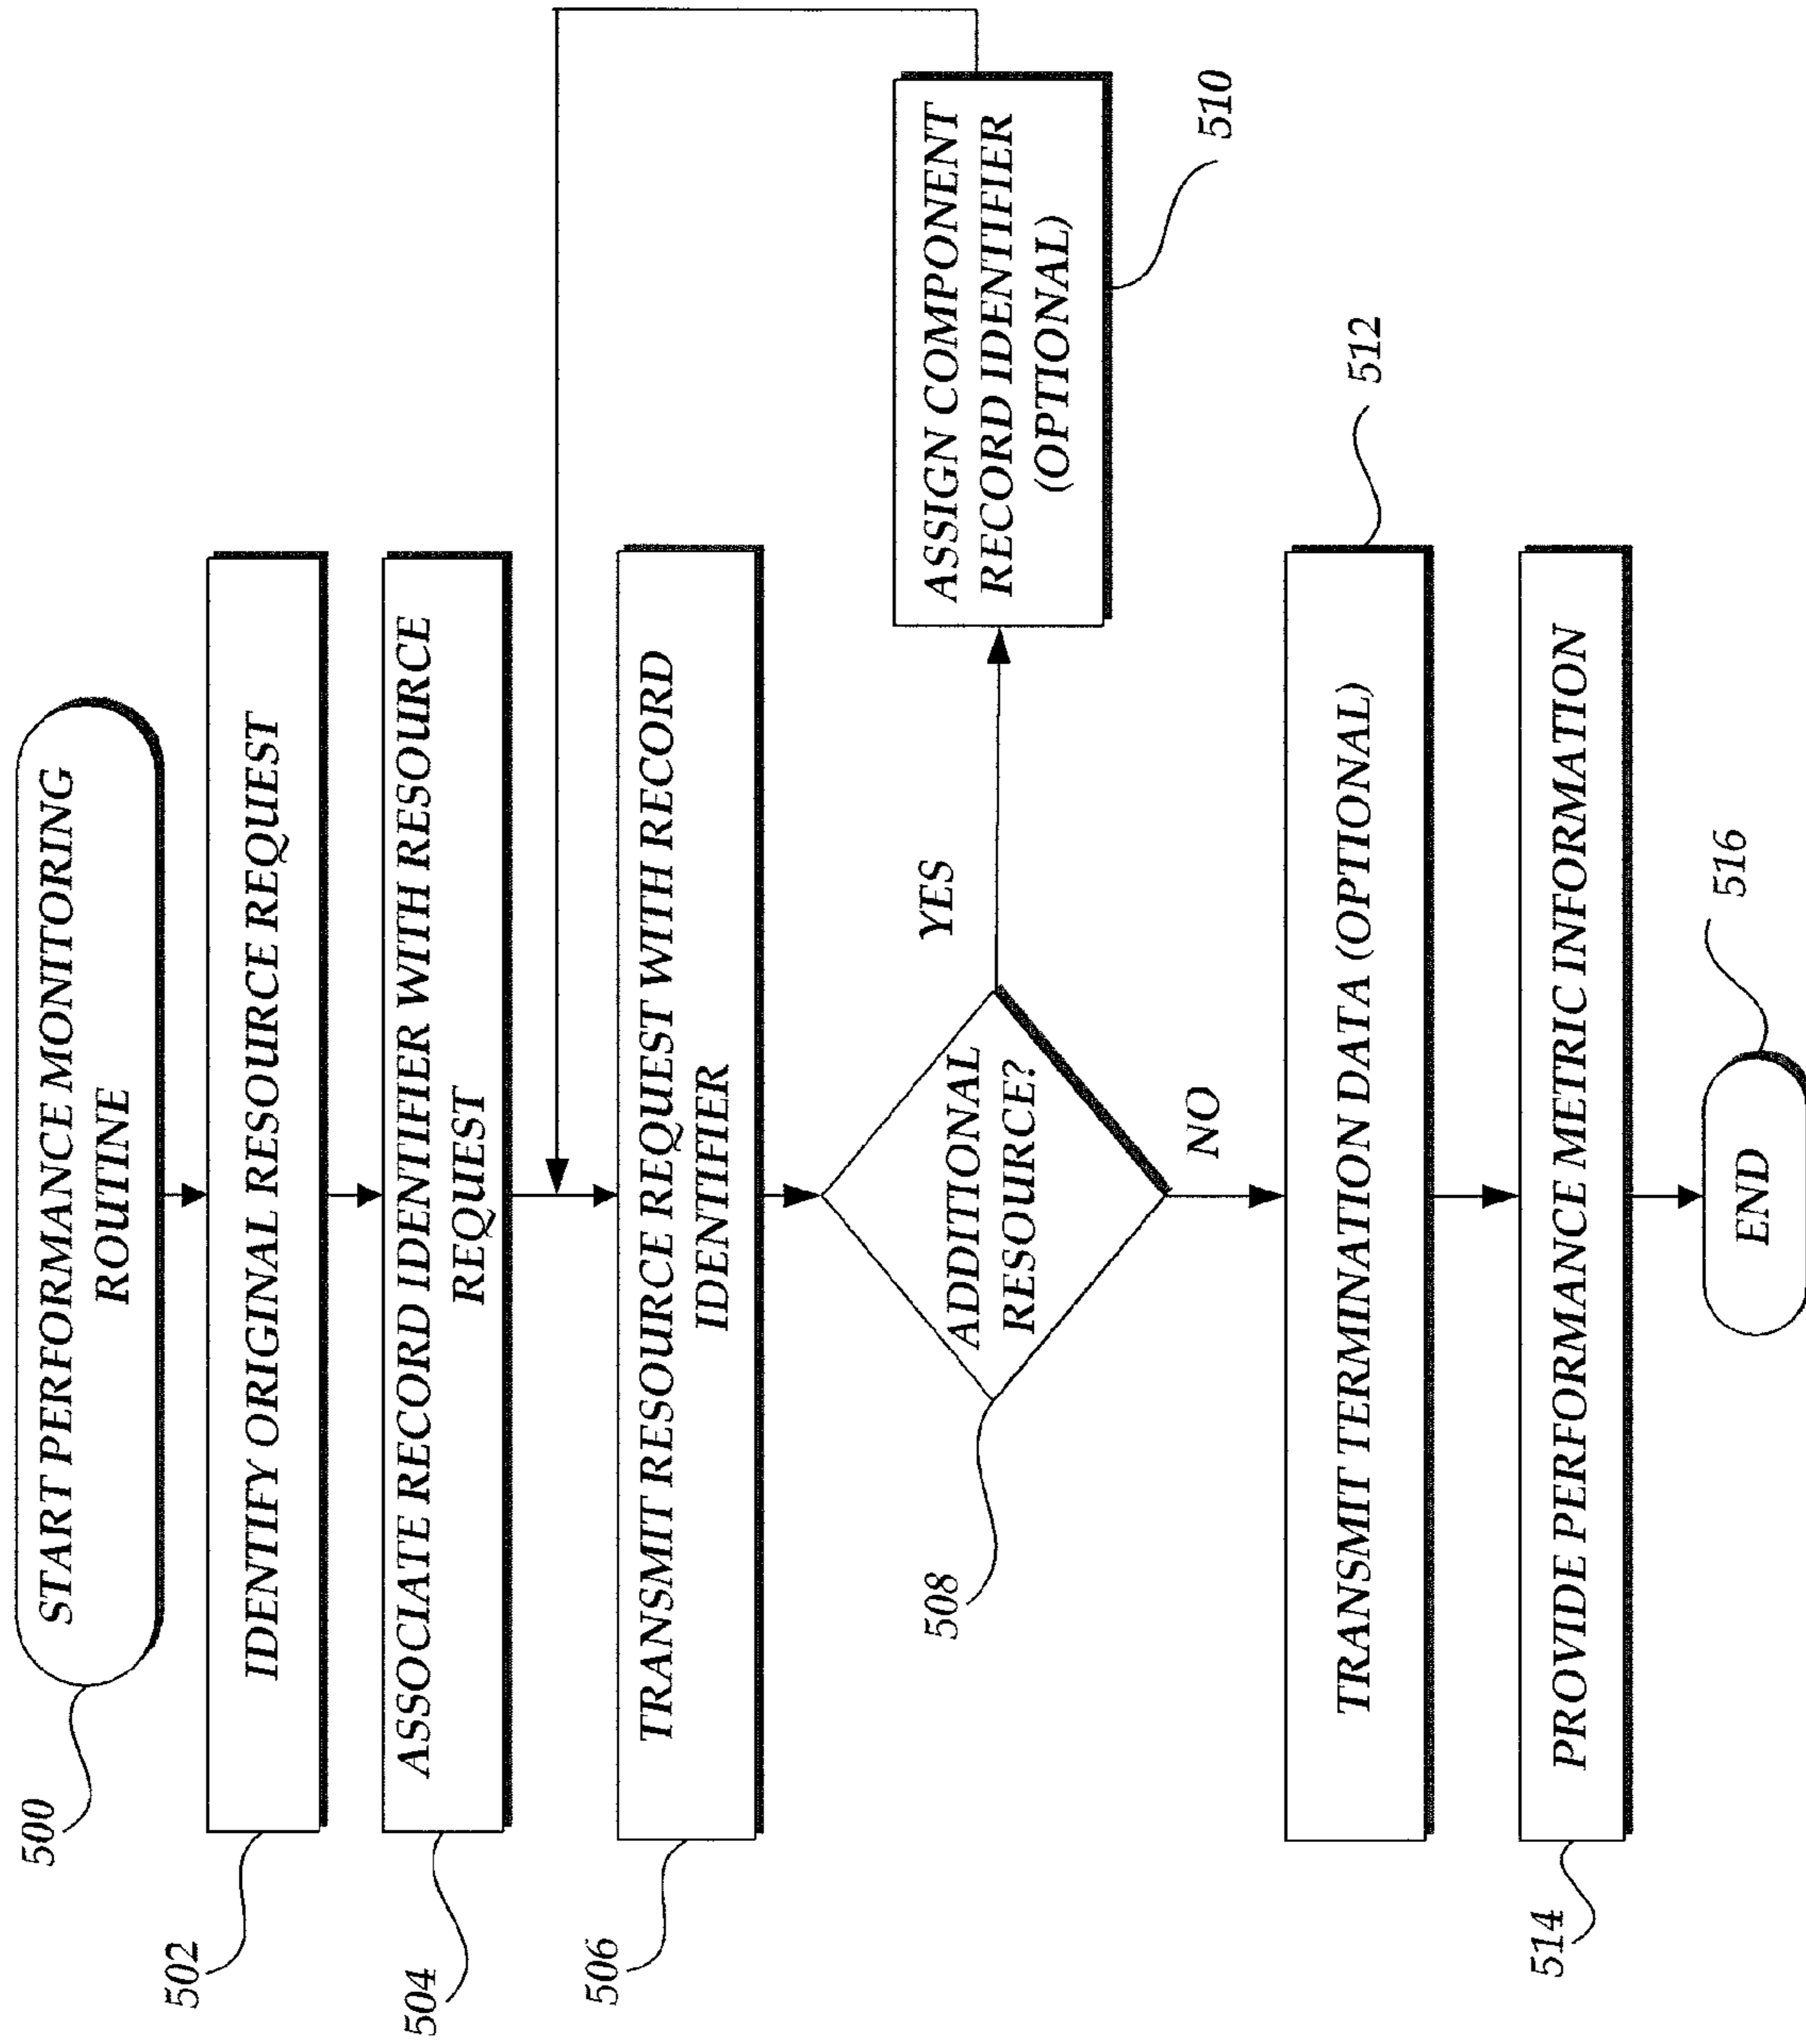 500
START PERFORMANCE MONITORING
ROUTINE
502
IDENTIFY ORIGINAL RESOURCE REQUEST
504
ASSOCIATE RECORD IDENTIFIER WITH RESOURCE
REQUEST
506
TRANSMIT RESOURCE REQUEST WITH RECORD
IDENTIFIER
508
ADDITIONAL
RESOURCE?
YES
ASSIGN COMPONENT
RECORD IDENTIFIER
(OPTIONAL)
510
NO
TRANSMIT TERMINATION DATA (OPTIONAL)
512
514
PROVIDE PERFORMANCE METRIC INFORMATION
END
516